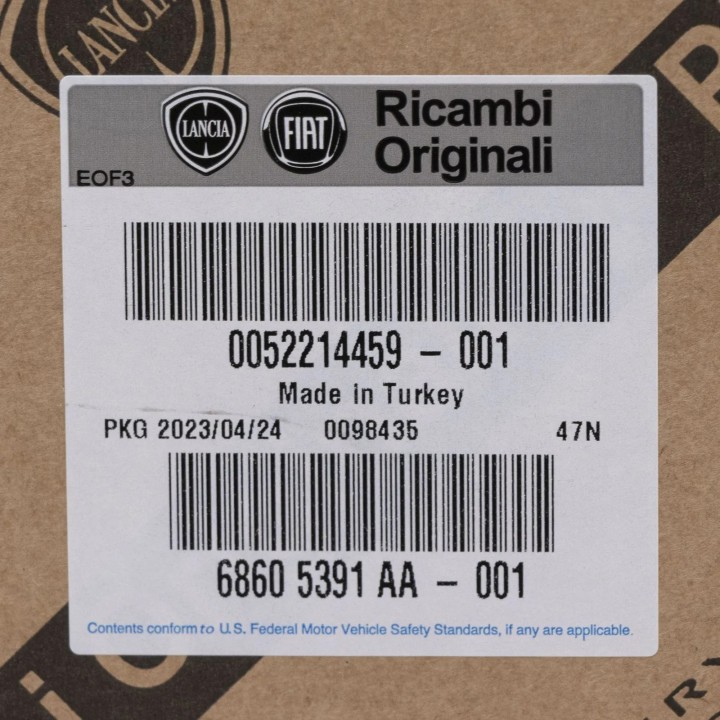 LANCIA
LANCIA
FIAT
Ricambi
Originali
EOF3
0052214459 – 001
Made in Turkey
PKG 2023/04/24 0098435 47N
6860 5391 AA – 001
Contents conform to U.S. Federal Motor Vehicle Safety Standards, if any are applicable.